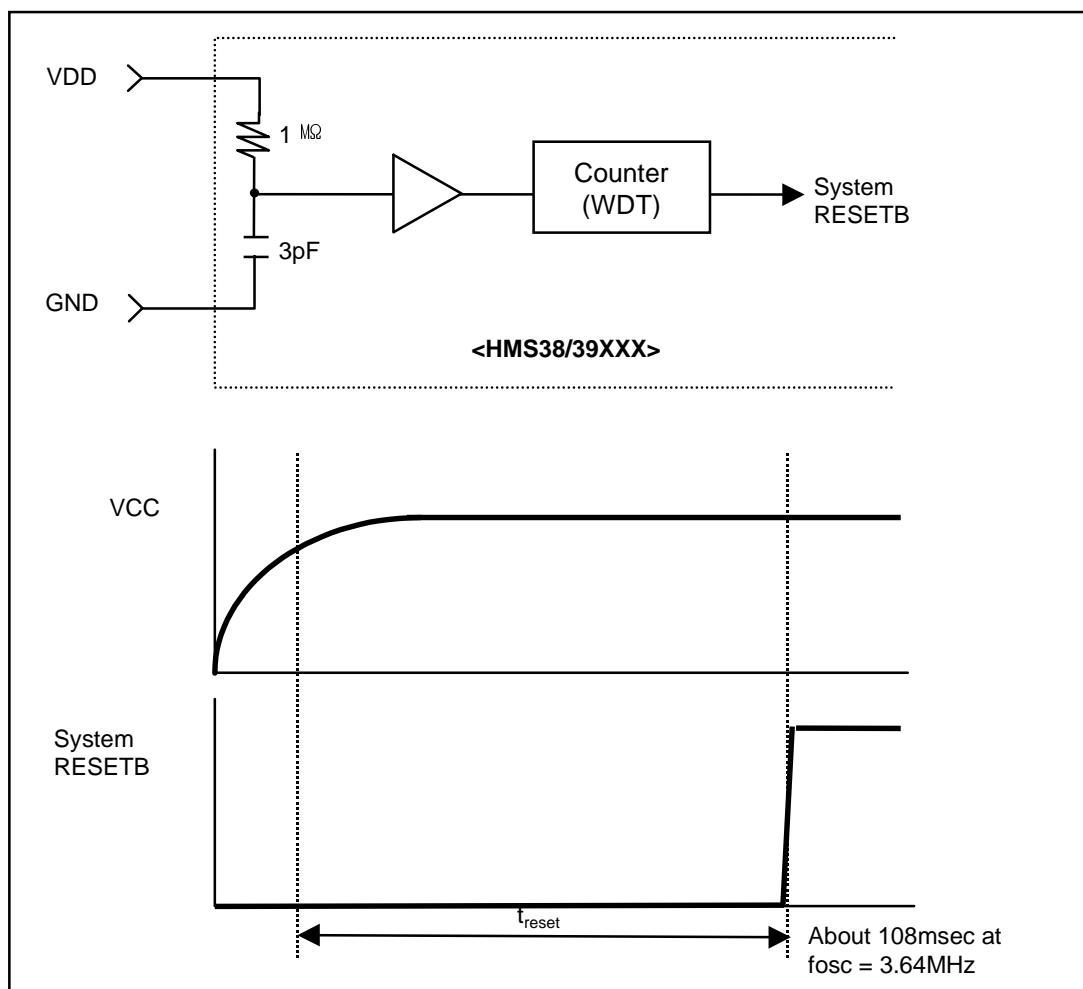 VDD
1 MΩ
Counter
(WDT)
System
RESETB
3pF
GND
<HMS38/39XXX>
VCC
System
RESETB
treset
About 108msec at
fosc = 3.64MHz